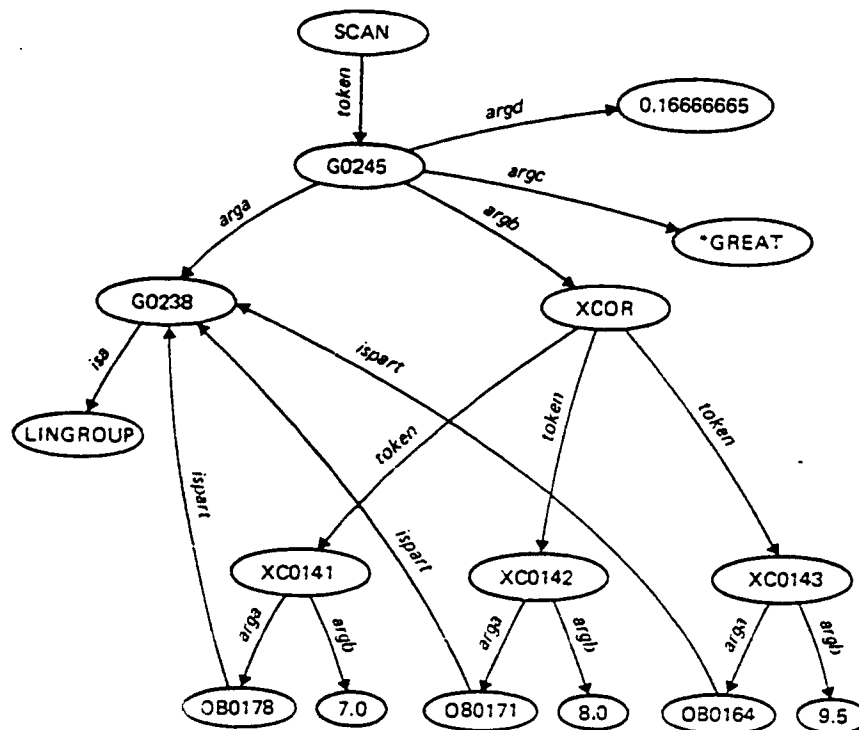 SCAN
token
argd
0.16666665
G0245
argc
arga
argb
*GREAT
G0238
XCOR
isa
ispart
LINGROUP
token
token
token
ispart
ispart
XC0141
XC0142
XC0143
arga
argb
arga
argb
arga
argb
OB0178
7.0
OB0171
8.0
OB0164
9.5